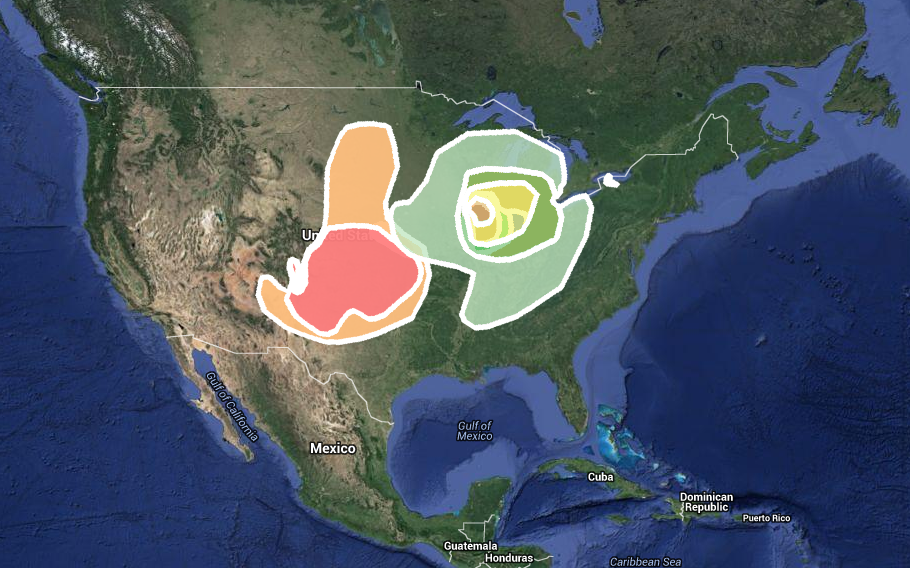 United States
Gulf of California
Gulf of
Mexico
Mexico
Cuba
Dominican
Republic
Puerto Rico
Guatemala
Honduras
Caribbean Sea